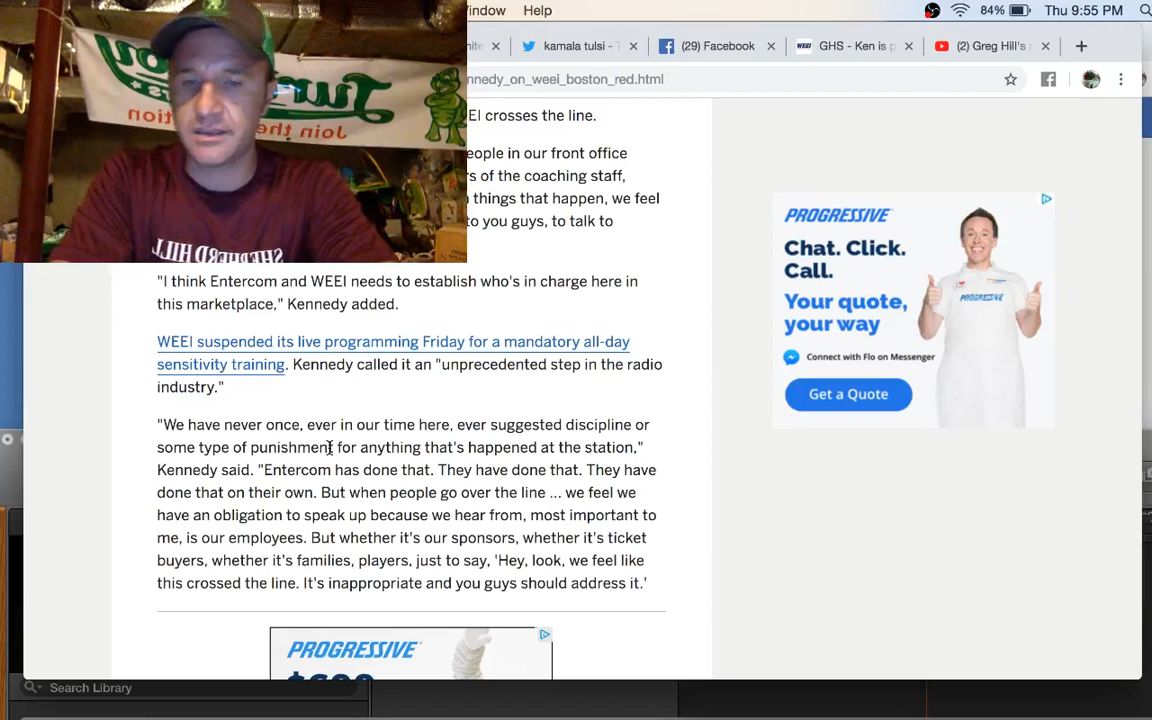 indow Help 84% Thu 9:55 PM
kamala tulsi - T (29) Facebook WEEI GHS - Ken is p (2) Greg Hill's r
nnedy_on_weei_boston_red.html
Join the tion
SHEPHERD HILL
EI crosses the line.
eople in our front office
rs of the coaching staff,
n things that happen, we feel
to you guys, to talk to
"I think Entercom and WEEI needs to establish who's in charge here in
this marketplace," Kennedy added.
WEEI suspended its live programming Friday for a mandatory all-day
sensitivity training. Kennedy called it an "unprecedented step in the radio
industry."
"We have never once, ever in our time here, ever suggested discipline or
some type of punishment for anything that's happened at the station,"
Kennedy said. "Entercom has done that. They have done that. They have
done that on their own. But when people go over the line ... we feel we
have an obligation to speak up because we hear from, most important to
me, is our employees. But whether it's our sponsors, whether it's ticket
buyers, whether it's families, players, just to say, 'Hey, look, we feel like
this crossed the line. It's inappropriate and you guys should address it.'
PROGRESSIVE
PROGRESSIVE
Chat. Click.
Call.
Your quote,
your way
PROGRESSIVE
Connect with Flo on Messenger
Get a Quote
Search Library